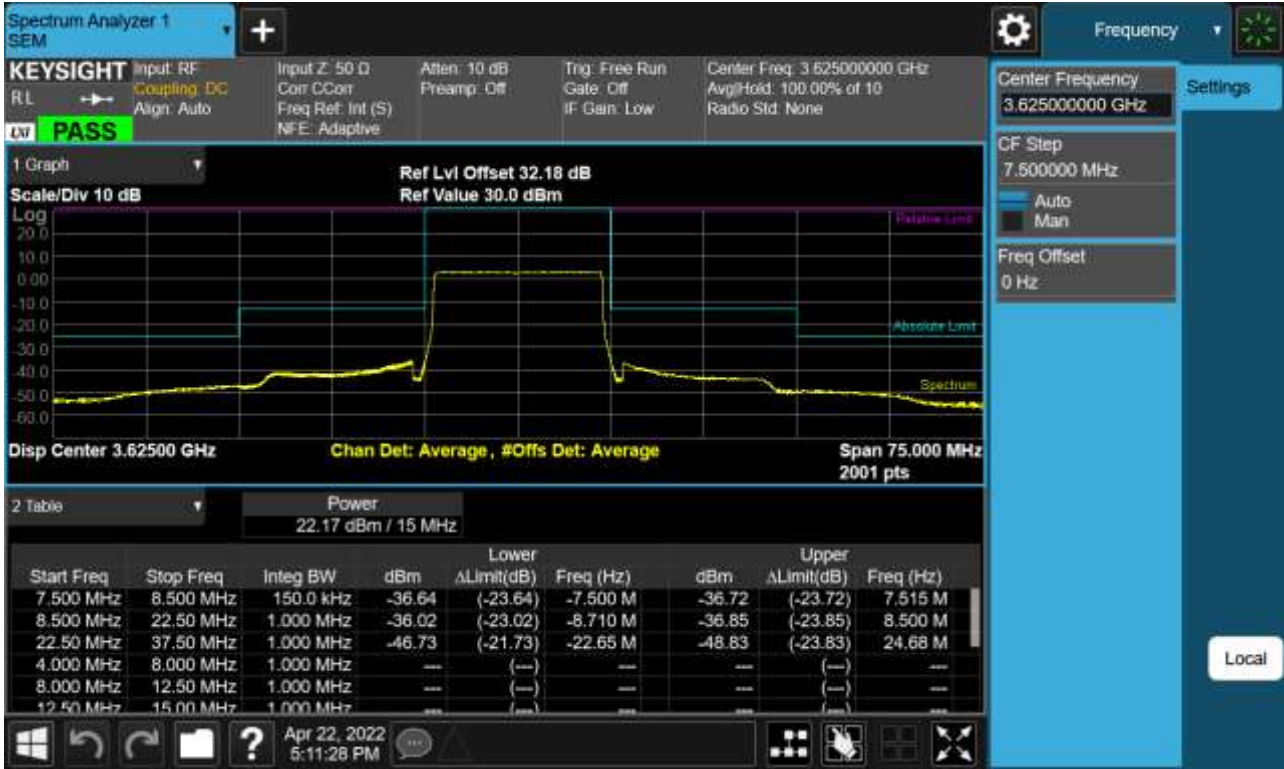 Spectrum Analyzer 1
SEM
+
Frequency
KEYSIGHT
RL
LXI
PASS
Input: RF
Coupling: DC
Align: Auto
Input Z: 50 Ω
Corr CCorr
Freq Ref: Int (S)
NFE: Adaptive
Atten: 10 dB
Preamp: Off
Trig: Free Run
Gate: Off
IF Gain: Low
Center Freq: 3.625000000 GHz
Avg|Hold: 100.00% of 10
Radio Std: None
Center Frequency
3.625000000 GHz
Settings
CF Step
7.500000 MHz
Auto
Man
Freq Offset
0 Hz
Local
1 Graph
Scale/Div 10 dB
Ref Lvl Offset 32.18 dB
Ref Value 30.0 dBm
Log
20.0
10.0
0.00
-10.0
-20.0
-30.0
-40.0
-50.0
-60.0
Relative Limit
Absolute Limit
Spectrum
Disp Center 3.62500 GHz
Chan Det: Average, #Offs Det: Average
Span 75.000 MHz
2001 pts
2 Table
Power
22.17 dBm / 15 MHz
Lower Upper
Start Freq Stop Freq Integ BW dBm ΔLimit(dB) Freq (Hz) dBm ΔLimit(dB) Freq (Hz)
7.500 MHz 8.500 MHz 150.0 kHz -36.64 (-23.64) -7.500 M -36.72 (-23.72) 7.515 M
8.500 MHz 22.50 MHz 1.000 MHz -36.02 (-23.02) -8.710 M -36.85 (-23.85) 8.500 M
22.50 MHz 37.50 MHz 1.000 MHz -46.73 (-21.73) -22.65 M -48.83 (-23.83) 24.68 M
4.000 MHz 8.000 MHz 1.000 MHz --- (---) --- --- (---) ---
8.000 MHz 12.50 MHz 1.000 MHz --- (---) --- --- (---) ---
12.50 MHz 15.00 MHz 1.000 MHz --- (---) --- --- (---) ---
?
Apr 22, 2022
5:11:28 PM